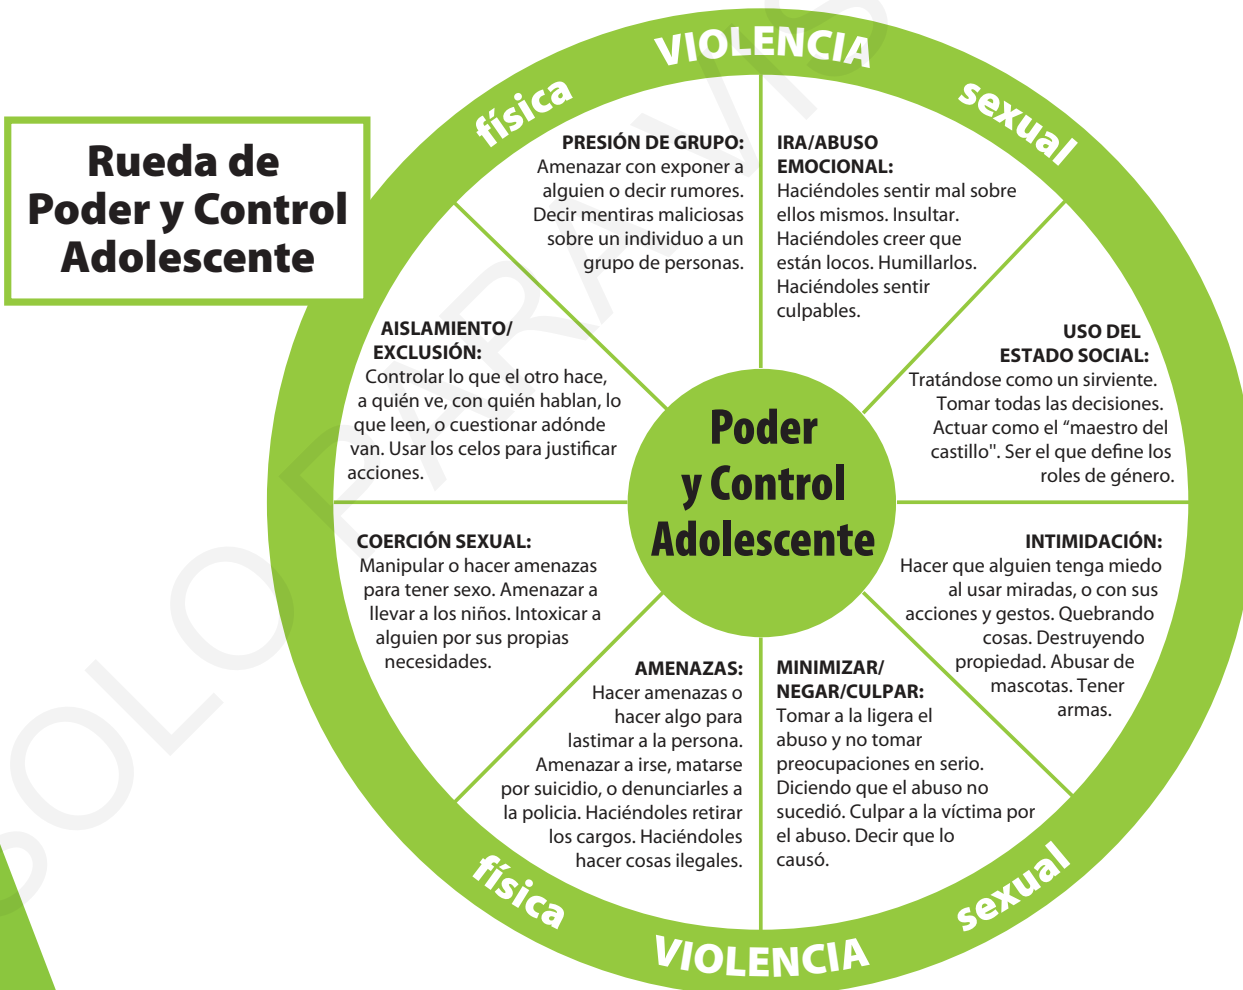 Rueda de
Poder y Control
Adolescente
física
VIOLENCIA
sexual
PRESIÓN DE GRUPO:
Amenazar con exponer a
alguien o decir rumores.
Decir mentiras maliciosas
sobre un individuo a un
grupo de personas.
IRA/ABUSO
EMOCIONAL:
Haciéndoles sentir mal sobre
ellos mismos. Insultar.
Haciéndoles creer que
están locos. Humillarlos.
Haciéndoles sentir
culpables.
USO DEL
ESTADO SOCIAL:
Tratándose como un sirviente.
Tomar todas las decisiones.
Actuar como el “maestro del
castillo". Ser el que define los
roles de género.
INTIMIDACIÓN:
Hacer que alguien tenga miedo
al usar miradas, o con sus
acciones y gestos. Quebrando
cosas. Destruyendo
propiedad. Abusar de
mascotas. Tener
armas.
MINIMIZAR/
NEGAR/CULPAR:
Tomar a la ligera el
abuso y no tomar
preocupaciones en serio.
Diciendo que el abuso no
sucedió. Culpar a la víctima por
el abuso. Decir que lo
causó.
AMENAZAS:
Hacer amenazas o
hacer algo para
lastimar a la persona.
Amenazar a irse, matarse
por suicidio, o denunciarles a
la policia. Haciéndoles retirar
los cargos. Haciéndoles
hacer cosas ilegales.
COERCIÓN SEXUAL:
Manipular o hacer amenazas
para tener sexo. Amenazar a
llevar a los niños. Intoxicar a
alguien por sus propias
necesidades.
AISLAMIENTO/
EXCLUSIÓN:
Controlar lo que el otro hace,
a quién ve, con quién hablan, lo
que leen, o cuestionar adónde
van. Usar los celos para justificar
acciones.
Poder
y Control
Adolescente
física
VIOLENCIA
sexual
SOLO PARA VIS